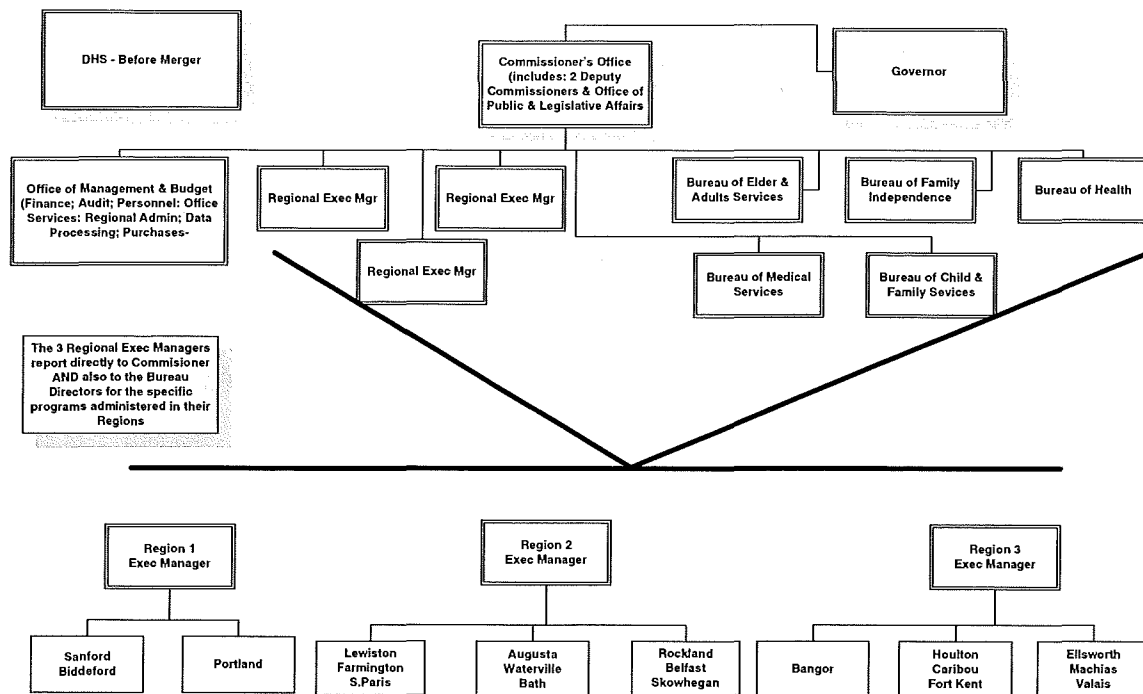 DHS - Before Merger
Commissioner's Office
(includes: 2 Deputy
Commissioners & Office of
Public & Legislative Affairs
Governor
Office of Management & Budget
(Finance; Audit; Personnel: Office
Services: Regional Admin; Data
Processing; Purchases-
Regional Exec Mgr
Regional Exec Mgr
Regional Exec Mgr
Bureau of Elder &
Adults Services
Bureau of Family
Independence
Bureau of Health
Bureau of Medical
Services
Bureau of Child &
Family Sevices
The 3 Regional Exec Managers
report directly to Commisioner
AND also to the Bureau
Directors for the specific
programs administered in their
Regions
Region 1
Exec Manager
Region 2
Exec Manager
Region 3
Exec Manager
Sanford
Biddeford
Portland
Lewiston
Farmington
S.Paris
Augusta
Waterville
Bath
Rockland
Belfast
Skowhegan
Bangor
Houlton
Caribou
Fort Kent
Ellsworth
Machias
Valais